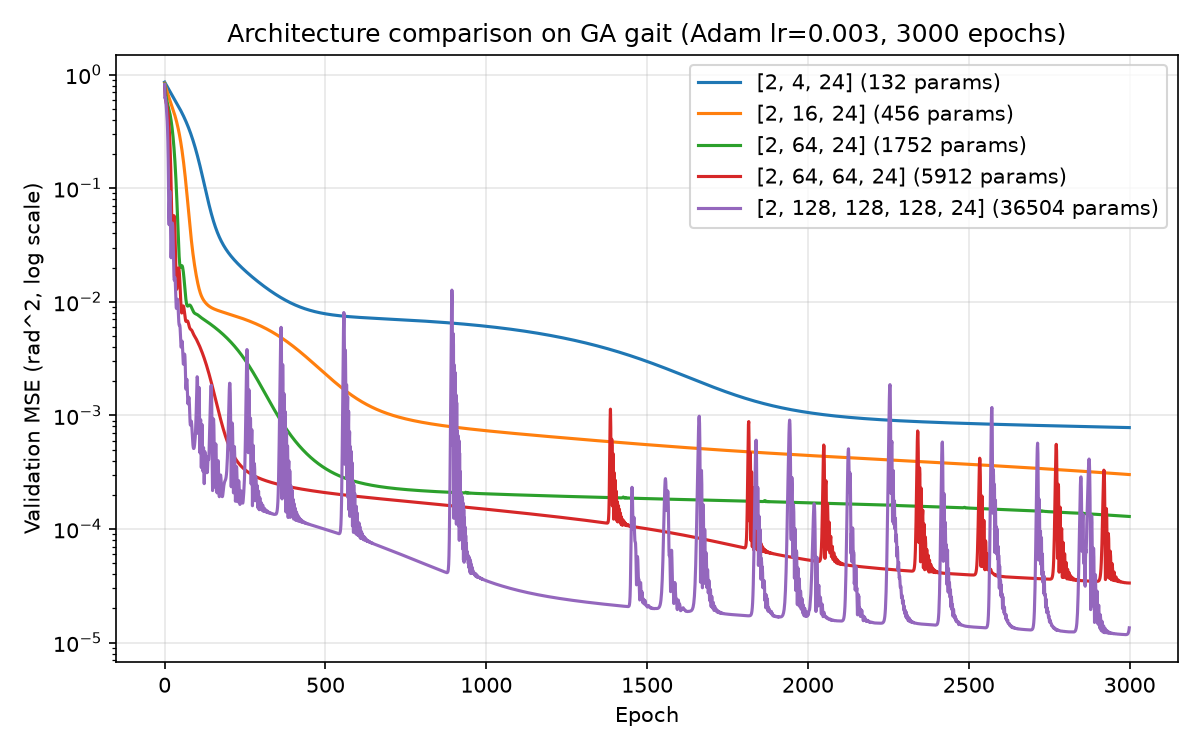 Architecture comparison on GA gait (Adam lr=0.003, 3000 epochs)
[2, 4, 24] (132 params)
[2, 16, 24] (456 params)
[2, 64, 24] (1752 params)
[2, 64, 64, 24] (5912 params)
[2, 128, 128, 128, 24] (36504 params)
Validation MSE (rad^2, log scale)
10⁰
10⁻¹
10⁻²
10⁻³
10⁻⁴
10⁻⁵
0 500 1000 1500 2000 2500 3000
Epoch